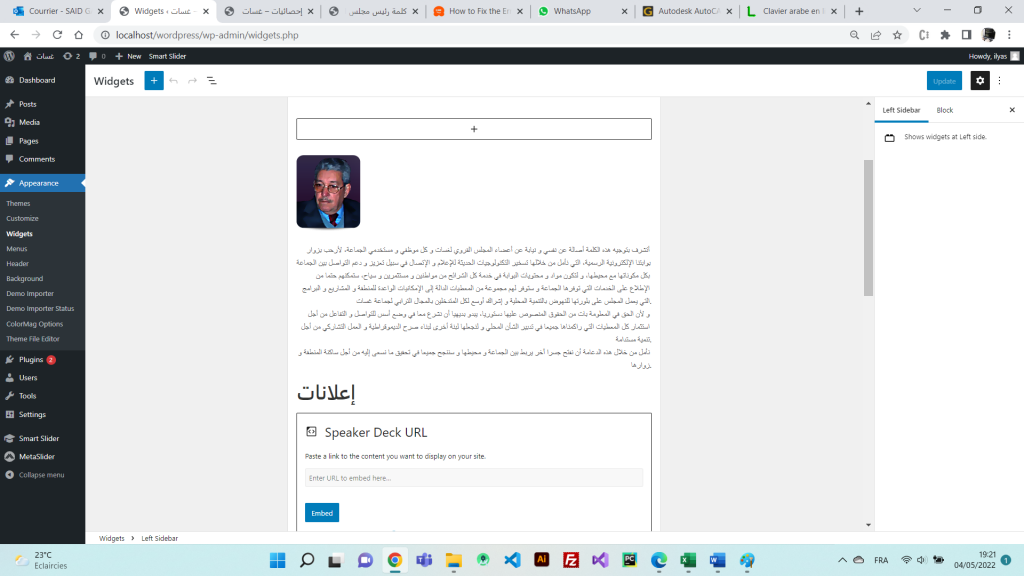 Courrier - SAID G
Widgets ‹ غسات -
إحصائيات – غسات
كلمة رئيس مجلس
How to Fix the Er
WhatsApp
Autodesk AutoCA
Clavier arabe en l
localhost/wordpress/wp-admin/widgets.php
غسات
2
0
New
Smart Slider
Howdy, ilyas
Dashboard
Posts
Media
Pages
Comments
Appearance
Themes
Customize
Widgets
Menus
Header
Background
Demo Importer
Demo Importer Status
ColorMag Options
Theme File Editor
Plugins 2
Users
Tools
Settings
Smart Slider
MetaSlider
Collapse menu
Widgets
Update
Left Sidebar
Block
Shows widgets at Left side.
أتشرف بتوجيه هذه الكلمة أصالة عن نفسي و نيابة عن أعضاء المجلس القروي لغسات و كل موظفي و مستخدمي الجماعة، لأرحب بزوار
بوابتنا الإلكترونية الرسمية، التي نأمل من خلالها تسخير التكنولوجيات الحديثة للإعلام و الإتصال في سبيل تعزيز و دعم التواصل بين الجماعة
بكل مكوناتها مع محيطها، و لتكون مواد و محتويات البوابة في خدمة كل الشرائح من مواطنين و مستثمرين و سياح، ستمكنهم حتما من
الإطلاع على الخدمات التي توفرها الجماعة و ستوفر لهم مجموعة من المعطيات الدالة إلى الإمكانيات الواعدة للمنطقة و المشاريع و البرامج
.التي يعمل المجلس على بلورتها للنهوض بالتنمية المحلية و إشراك أوسع لكل المتدخلين بالمجال الترابي لجماعة غسات
و لأن الحق في المعلومة بات من الحقوق المنصوص عليها دستوريا، يبدو بديهيا أن نشرع معا في وضع أسس للتواصل و التفاعل من أجل
استثمار كل المعطيات التي راكمناها جميعا في تدبير الشأن المحلي و لنجعلها لبنة أخرى لبناء صرح الديموقراطية و العمل التشاركي من أجل
.تنمية مستدامة
نأمل من خلال هذه الدعامة أن نفتح جسرا آخر يربط بين الجماعة و محيطها و سننجح جميعا في تحقيق ما نسعى إليه من أجل ساكنة المنطقة و
.زوارها
إعلانات
Speaker Deck URL
Paste a link to the content you want to display on your site.
Enter URL to embed here...
Embed
Widgets › Left Sidebar
23°C
Eclaircies
FRA
19:21
04/05/2022
1